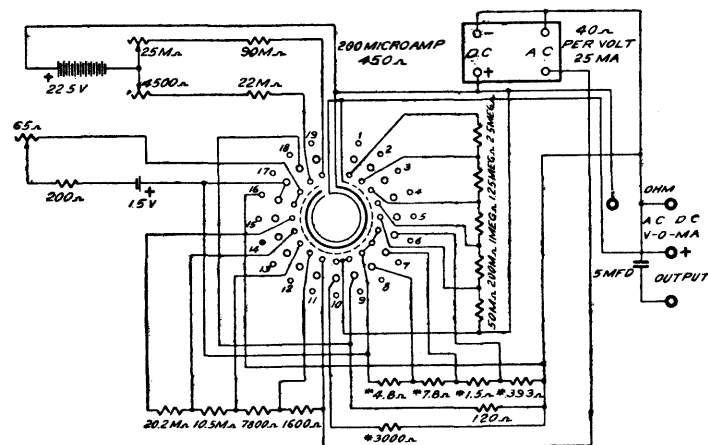 25MΩ
90MΩ
200 MICROAMP
450Ω
- DC +
AC
40Ω
PER VOLT
25 MA
+
22.5V
4500Ω
22MΩ
65Ω
200Ω
1.5V
+
1
2
3
4
5
6
7
8
9
10
11
12
13
14
15
16
17
18
19
50MΩ 200MΩ 1MEGΩ 1.25MEGΩ 2.5MEGΩ
OHM
AC DC
V-O-MA
+
5MFD
OUTPUT
*4.8Ω
*7.8Ω
*1.5Ω
*.393Ω
20.2MΩ
10.5MΩ
7800Ω
1600Ω
120Ω
*3000Ω